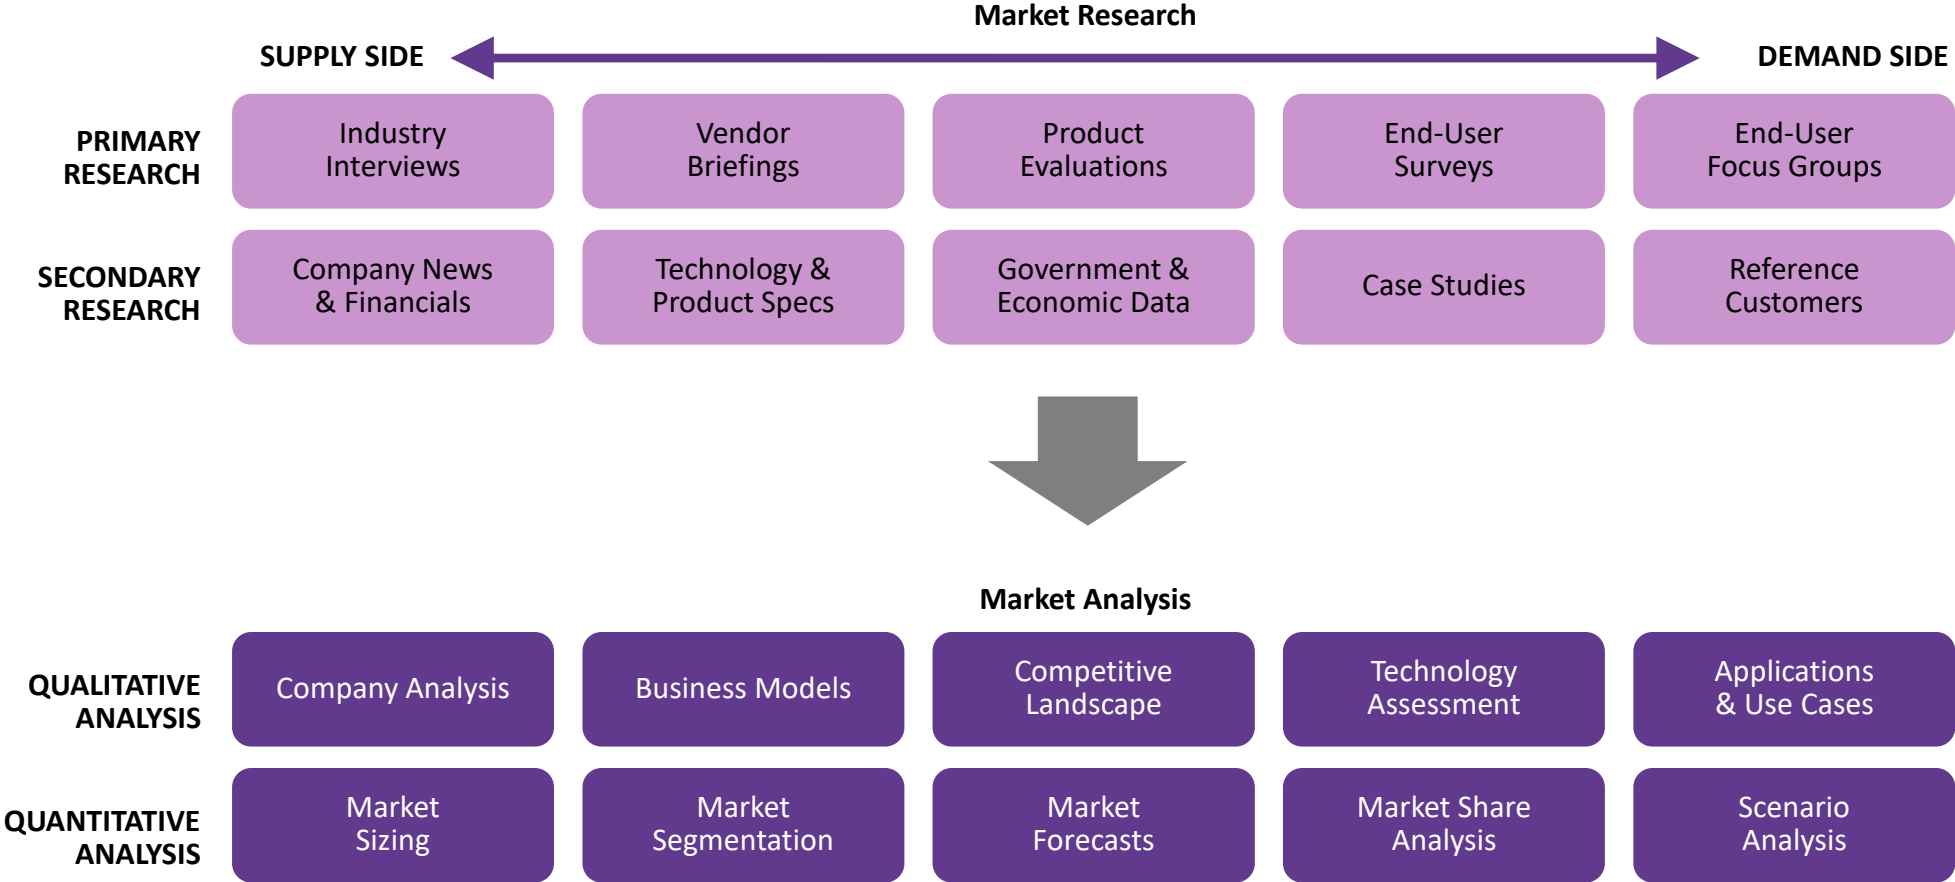 Market Research
SUPPLY SIDE
DEMAND SIDE
PRIMARY
RESEARCH
Industry
Interviews
Vendor
Briefings
Product
Evaluations
End-User
Surveys
End-User
Focus Groups
SECONDARY
RESEARCH
Company News
& Financials
Technology &
Product Specs
Government &
Economic Data
Case Studies
Reference
Customers
Market Analysis
QUALITATIVE
ANALYSIS
Company Analysis
Business Models
Competitive
Landscape
Technology
Assessment
Applications
& Use Cases
QUANTITATIVE
ANALYSIS
Market
Sizing
Market
Segmentation
Market
Forecasts
Market Share
Analysis
Scenario
Analysis